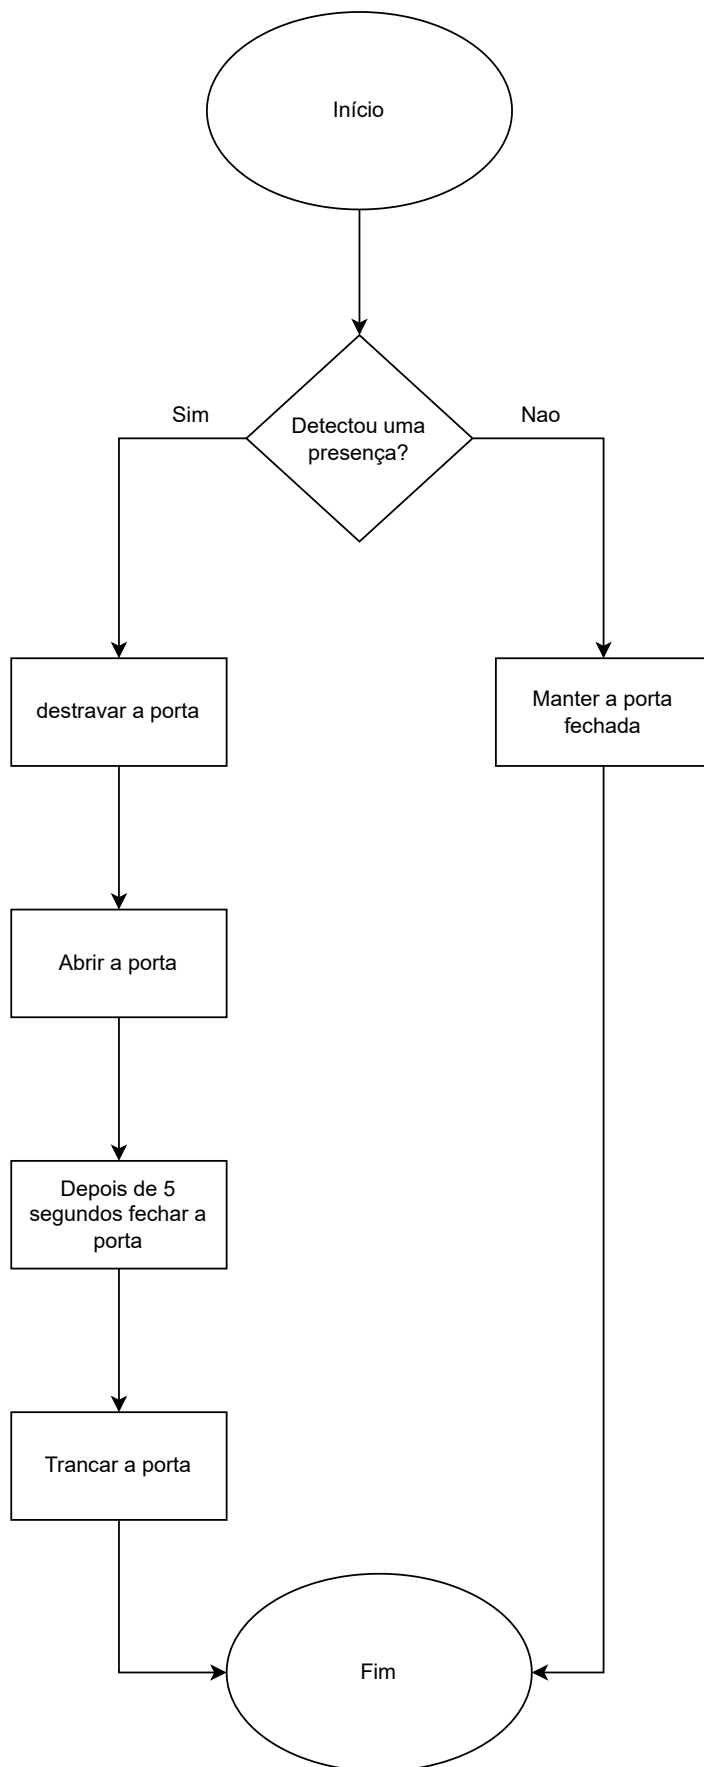 Início
Sim
Nao
Detectou uma
presença?
destravar a porta
Manter a porta
fechada
Abrir a porta
Depois de 5
segundos fechar a
porta
Trancar a porta
Fim